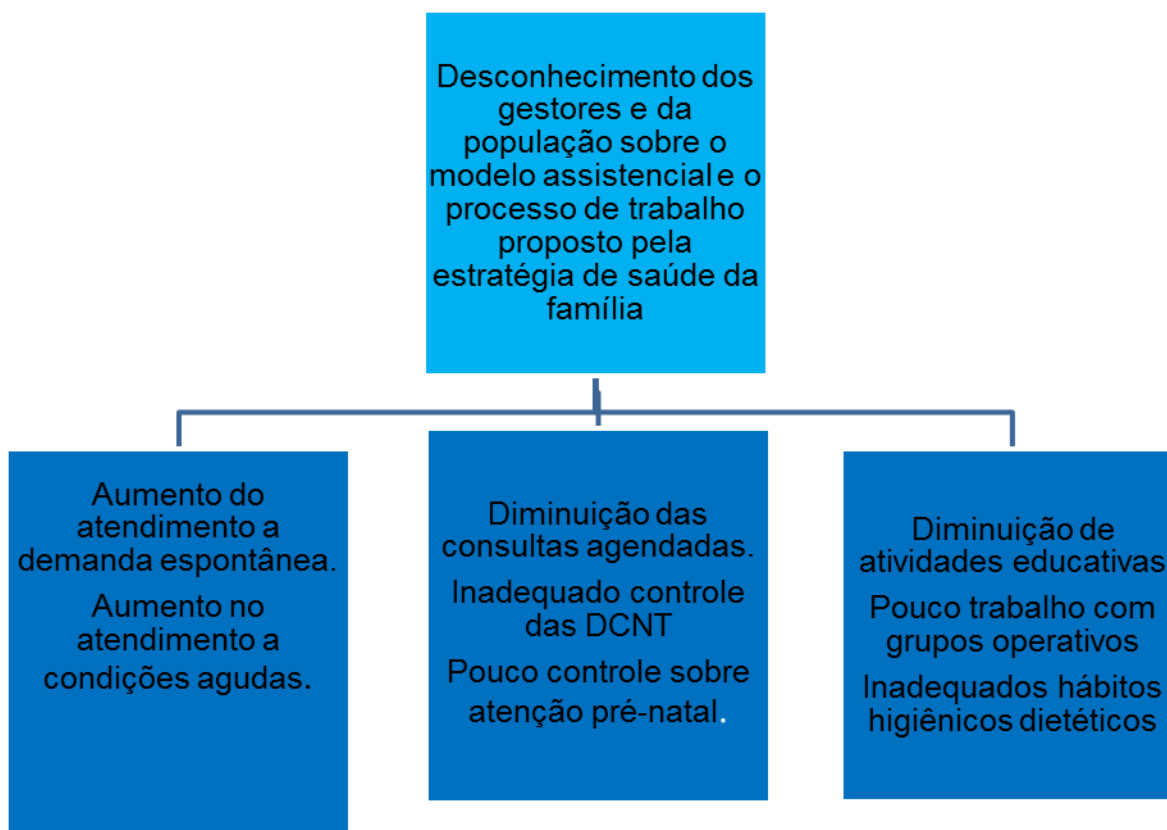 Desconhecimento dos
gestores e da
população sobre o
modelo assistencial e o
processo de trabalho
proposto pela
estratégia de saúde da
família
Aumento do
atendimento a
demanda espontânea.
Aumento no
atendimento a
condições agudas.
Diminuição das
consultas agendadas.
Inadequado controle
das DCNT
Pouco controle sobre
atenção pré-natal.
Diminuição de
atividades educativas
Pouco trabalho com
grupos operativos
Inadequados hábitos
higiênicos dietéticos